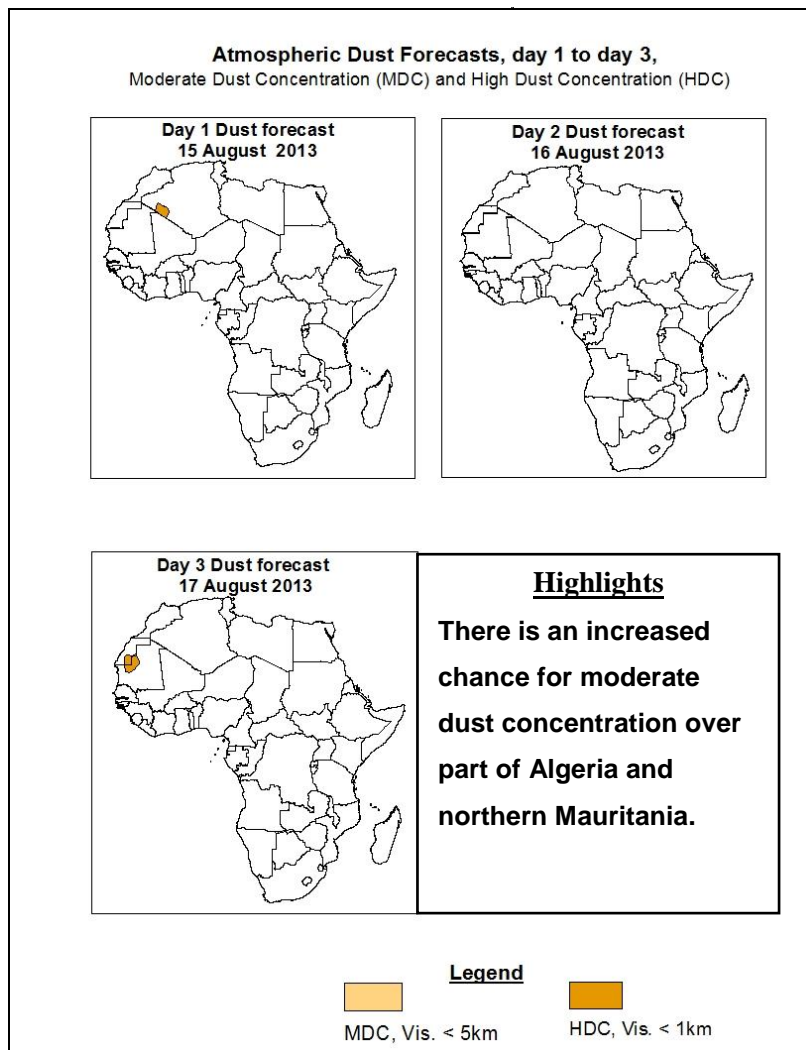 Atmospheric Dust Forecasts, day 1 to day 3,
Moderate Dust Concentration (MDC) and High Dust Concentration (HDC)
Day 1 Dust forecast
15 August 2013
Day 2 Dust forecast
16 August 2013
Day 3 Dust forecast
17 August 2013
Highlights
There is an increased
chance for moderate
dust concentration over
part of Algeria and
northern Mauritania.
Legend
MDC, Vis. < 5km
HDC, Vis. < 1km